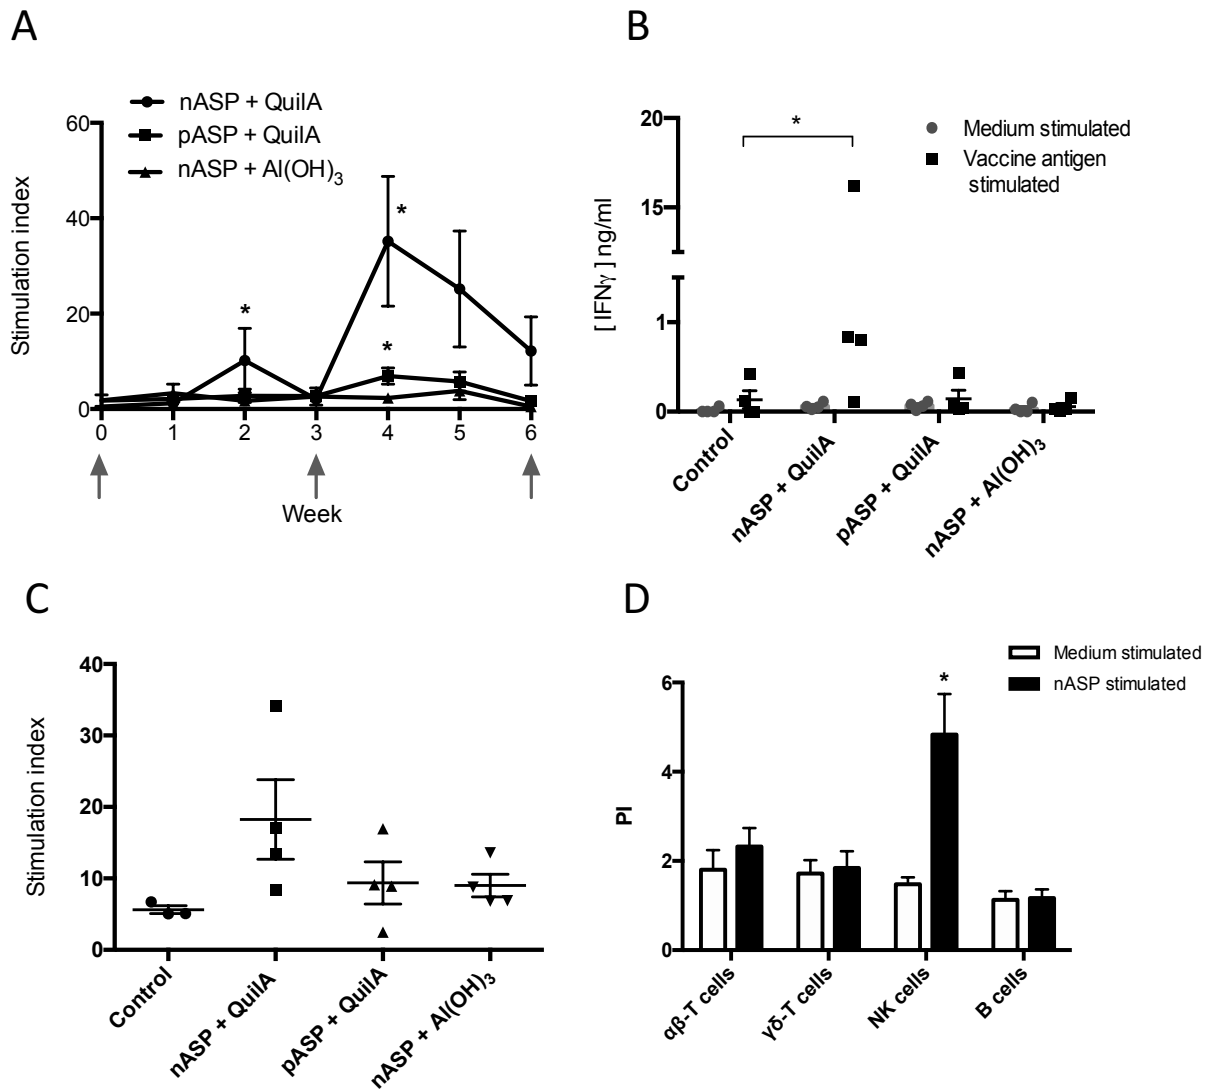 A
nASP + QuilA
pASP + QuilA
nASP + Al(OH)3
Stimulation index
60
40
20
0
*
*
*
0 1 2 3 4 5 6
Week
B
Medium stimulated
Vaccine antigen
stimulated
*
[ IFNγ ] ng/ml
20
15
1
0
Control
nASP + QuilA
pASP + QuilA
nASP + Al(OH)3
C
Stimulation index
40
30
20
10
0
Control
nASP + QuilA
pASP + QuilA
nASP + Al(OH)3
D
Medium stimulated
nASP stimulated
*
PI
6
4
2
0
αβ-T cells
γδ-T cells
NK cells
B cells